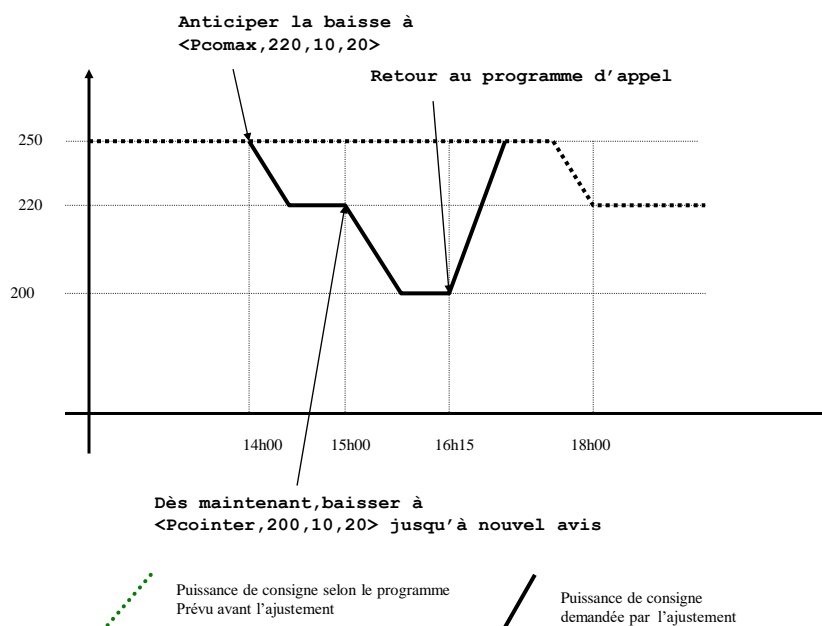 Anticiper la baisse à
<Pcomax,220,10,20>
Retour au programme d’appel
250
220
200
14h00
15h00
16h15
18h00
Dès maintenant,baisser à
<Pcointer,200,10,20> jusqu’à nouvel avis
Puissance de consigne selon le programme
Prévu avant l’ajustement
Puissance de consigne
demandée par l’ajustement